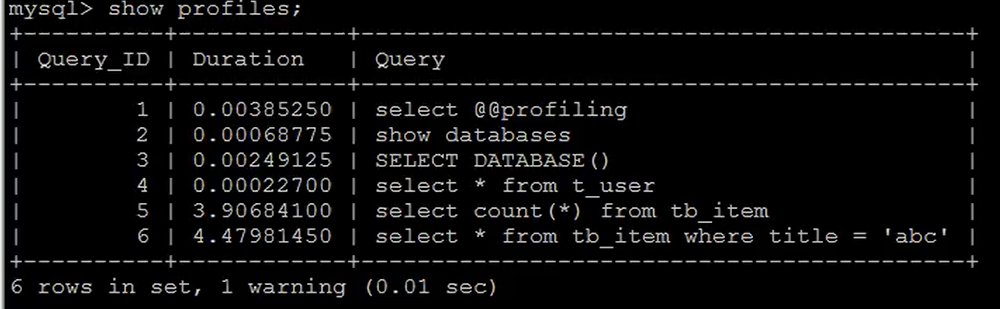 mysql> show profiles;
+----------+------------+-----------------------------------------------+
| Query_ID | Duration   | Query                                         |
+----------+------------+-----------------------------------------------+
|        1 | 0.00385250 | select @@profiling                            |
|        2 | 0.00068775 | show databases                                |
|        3 | 0.00249125 | SELECT DATABASE()                             |
|        4 | 0.00022700 | select * from t_user                          |
|        5 | 3.90684100 | select count(*) from tb_item                  |
|        6 | 4.47981450 | select * from tb_item where title = 'abc' |
+----------+------------+-----------------------------------------------+
6 rows in set, 1 warning (0.01 sec)